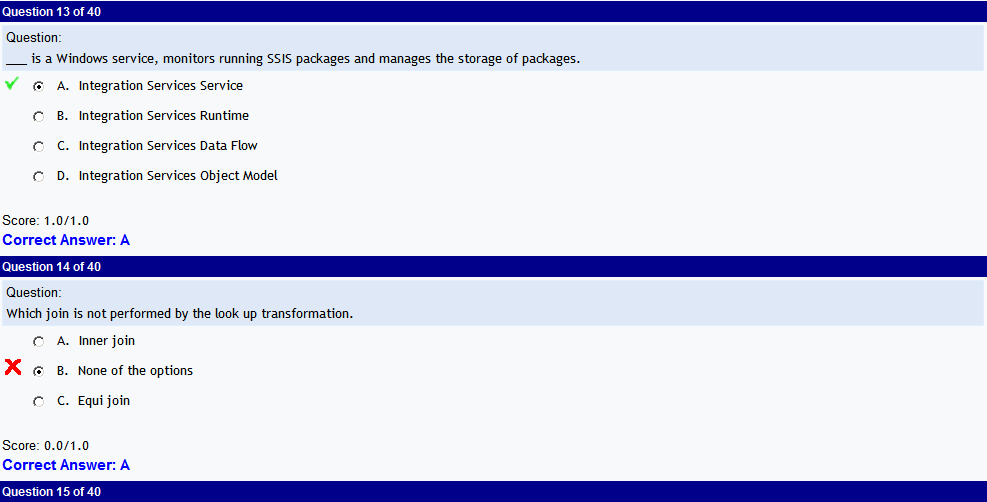 Question 13 of 40
Question:
___ is a Windows service, monitors running SSIS packages and manages the storage of packages.
A. Integration Services Service
B. Integration Services Runtime
C. Integration Services Data Flow
D. Integration Services Object Model
Score: 1.0/1.0
Correct Answer: A
Question 14 of 40
Question:
Which join is not performed by the look up transformation.
A. Inner join
B. None of the options
C. Equi join
Score: 0.0/1.0
Correct Answer: A
Question 15 of 40